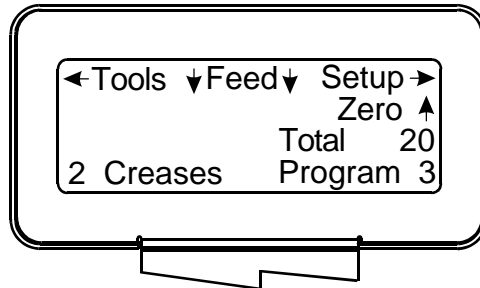 ←Tools ↓Feed↓ Setup→
Zero ↑
Total 20
2 Creases Program 3